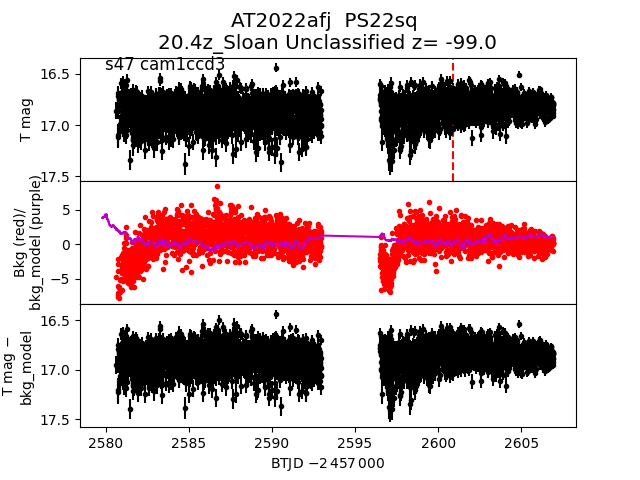 AT2022afj  PS22sq
20.4z_Sloan Unclassified z= -99.0
s47 cam1ccd3
16.5
17.0
17.5
T mag
5
0
−5
Bkg (red)/
bkg_model (purple)
16.5
17.0
17.5
T mag −
bkg_model
2580 2585 2590 2595 2600 2605
BTJD −2 457 000